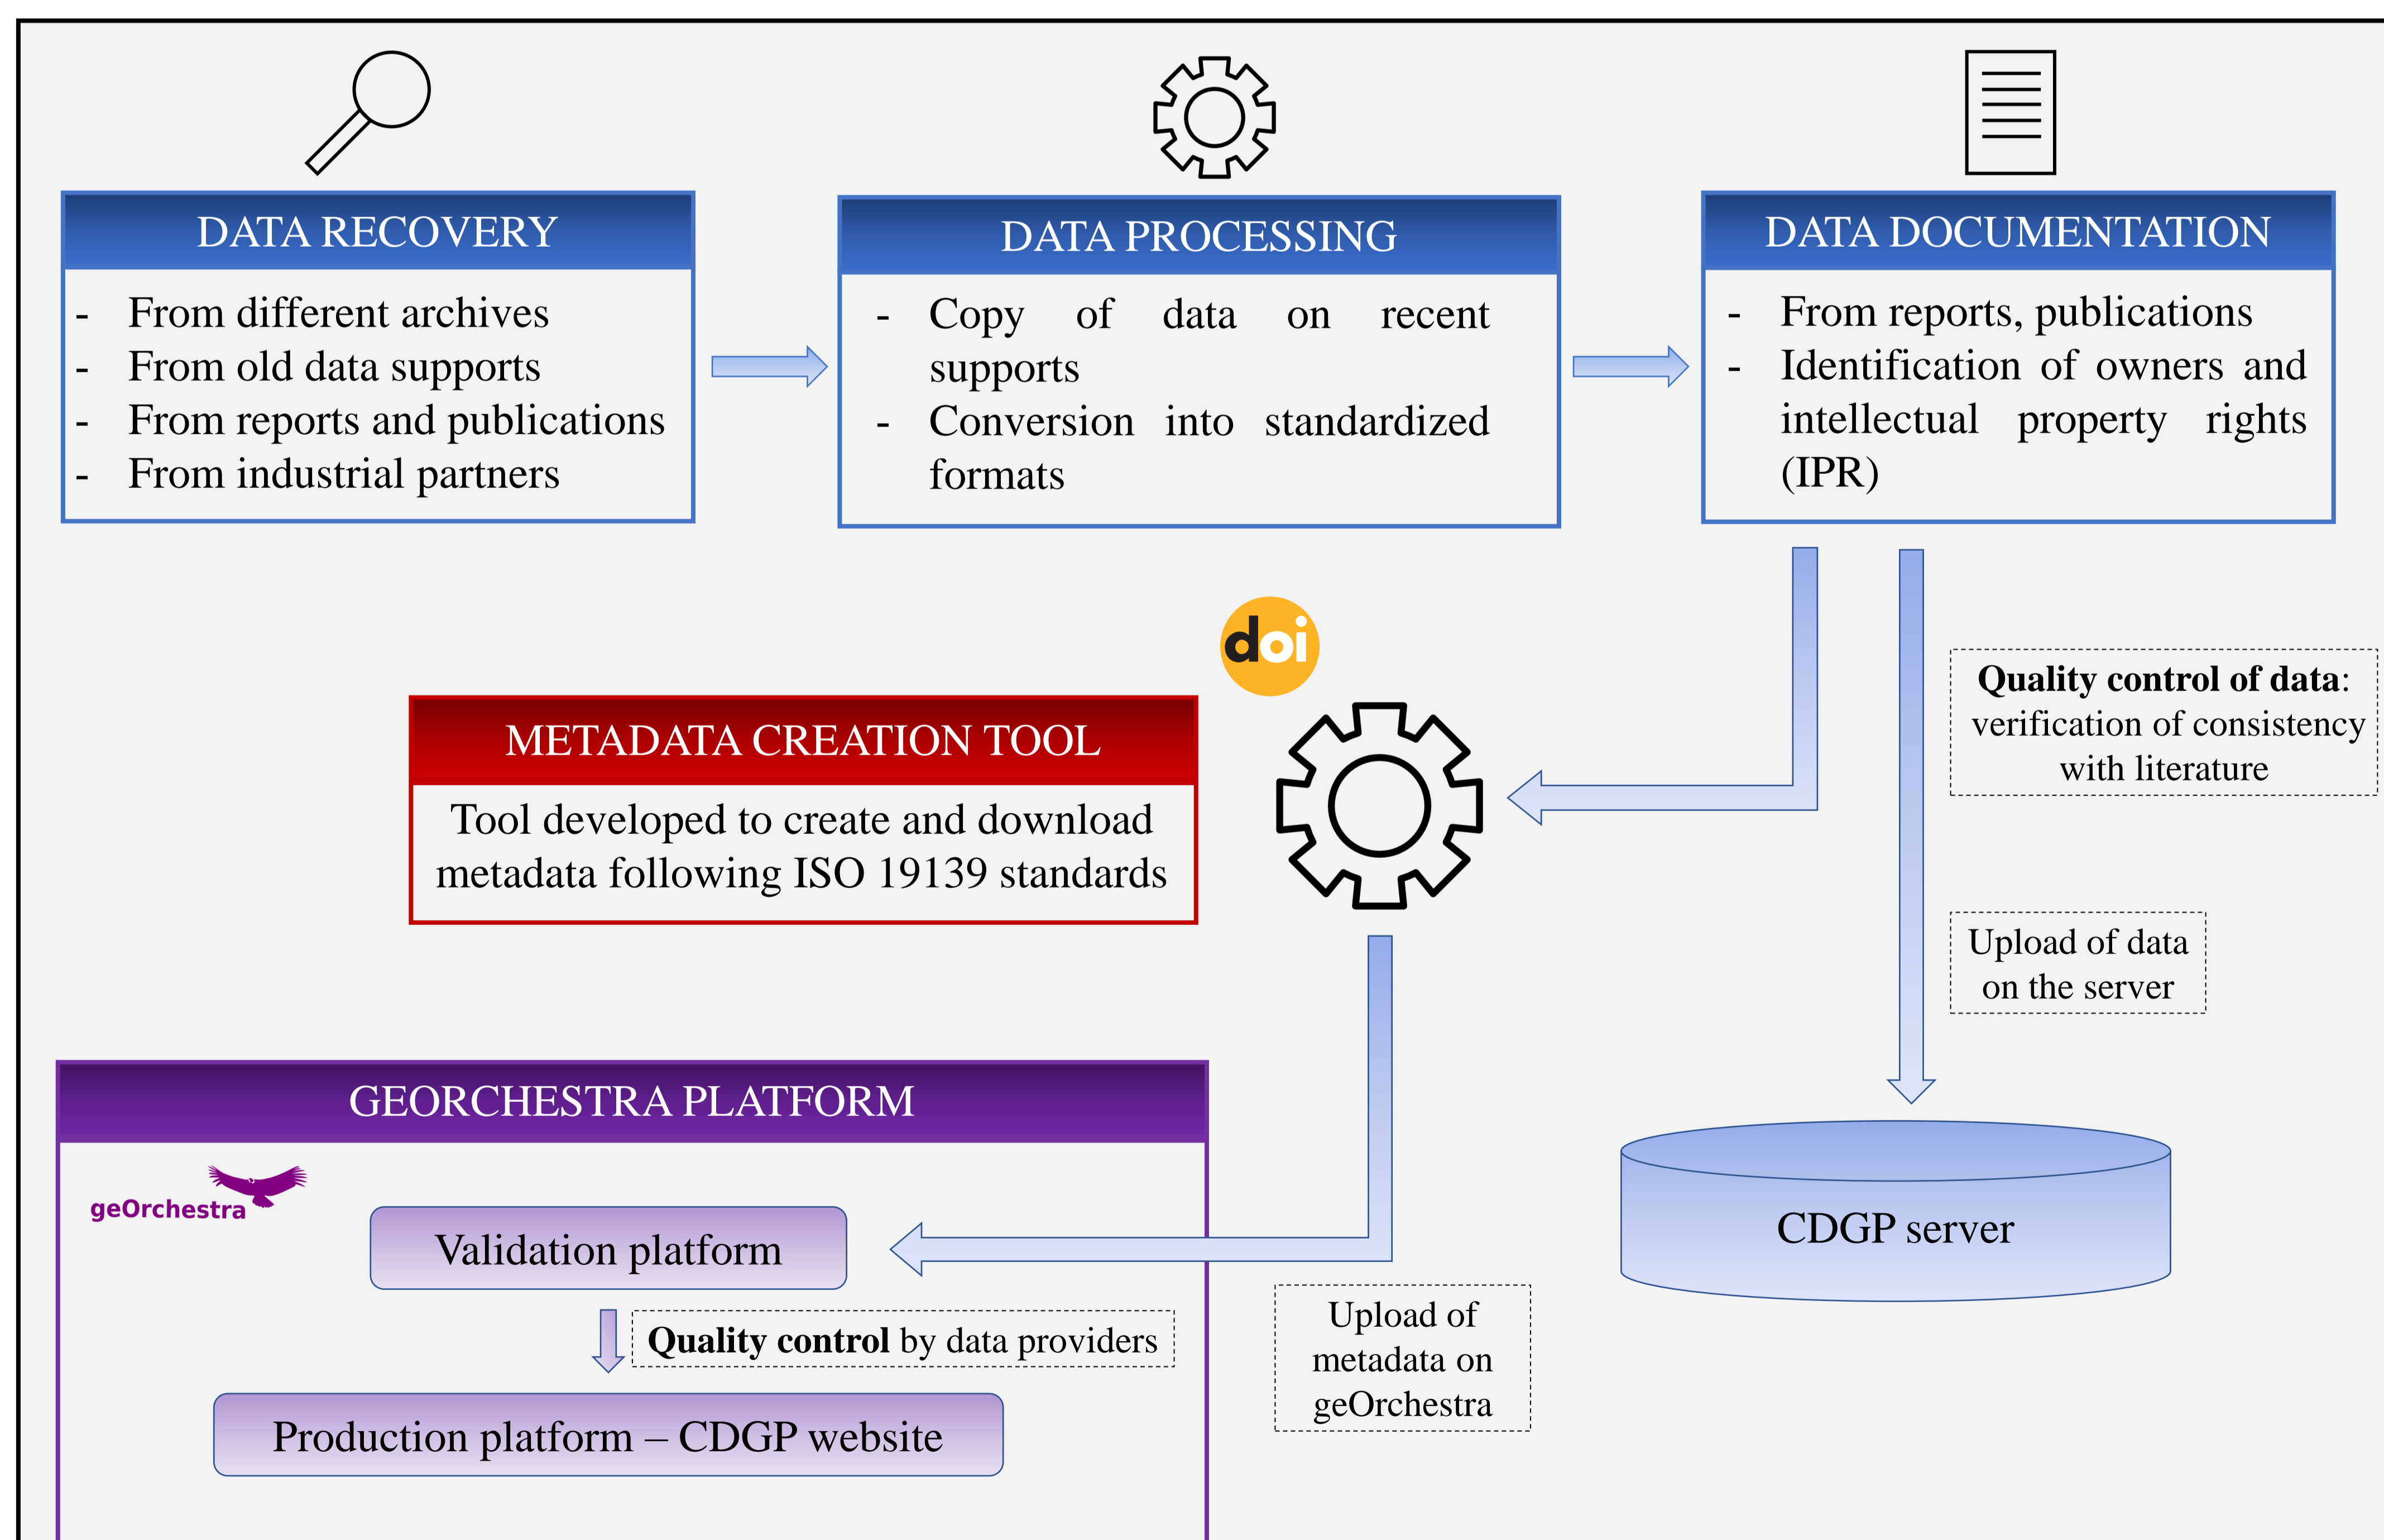 DATA RECOVERY
- From different archives
- From old data supports
- From reports and publications
- From industrial partners
DATA PROCESSING
- Copy of data on recent
supports
- Conversion into standardized
formats
DATA DOCUMENTATION
- From reports, publications
- Identification of owners and
intellectual property rights
(IPR)
doi
METADATA CREATION TOOL
Tool developed to create and download
metadata following ISO 19139 standards
Quality control of data:
verification of consistency
with literature
Upload of data
on the server
CDGP server
GEORCHESTRA PLATFORM
geOrchestra
Validation platform
Quality control by data providers
Production platform – CDGP website
Upload of
metadata on
geOrchestra